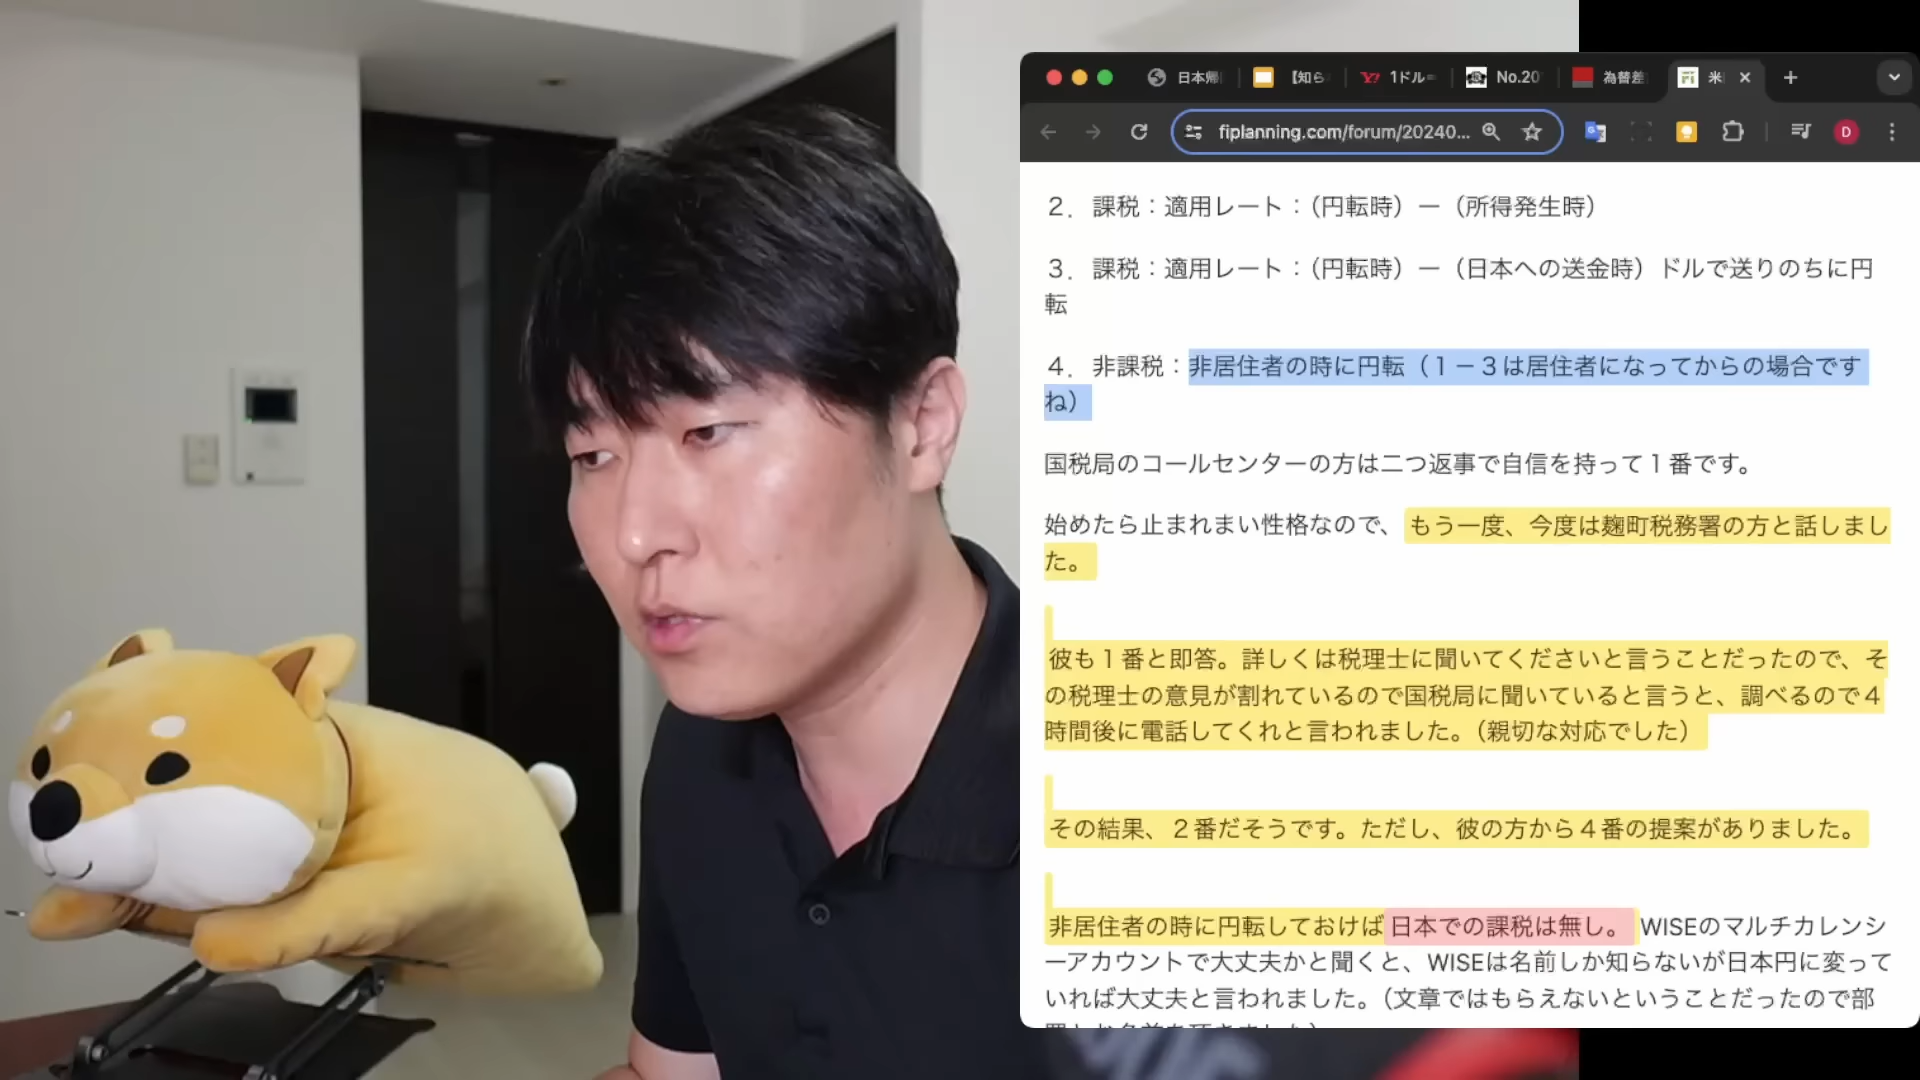 日本帰
【知ら
1ドル=
No.20
為替差
米
fiplanning.com/forum/20240...
D
２．課税：適用レート：（円転時）ー（所得発生時）
３．課税：適用レート：（円転時）ー（日本への送金時）ドルで送りのちに円
転
４．非課税：非居住者の時に円転（１－３は居住者になってからの場合です
ね）
国税局のコールセンターの方は二つ返事で自信を持って１番です。
始めたら止まれまい性格なので、もう一度、今度は麹町税務署の方と話しまし
た。
彼も１番と即答。詳しくは税理士に聞いてくださいと言うことだったので、そ
の税理士の意見が割れているので国税局に聞いていると言うと、調べるので４
時間後に電話してくれと言われました。（親切な対応でした）
その結果、２番だそうです。ただし、彼の方から４番の提案がありました。
非居住者の時に円転しておけば日本での課税は無し。WISEのマルチカレンシ
ーアカウントで大丈夫かと聞くと、WISEは名前しか知らないが日本円に変って
いれば大丈夫と言われました。（文章ではもらえないということだったので部